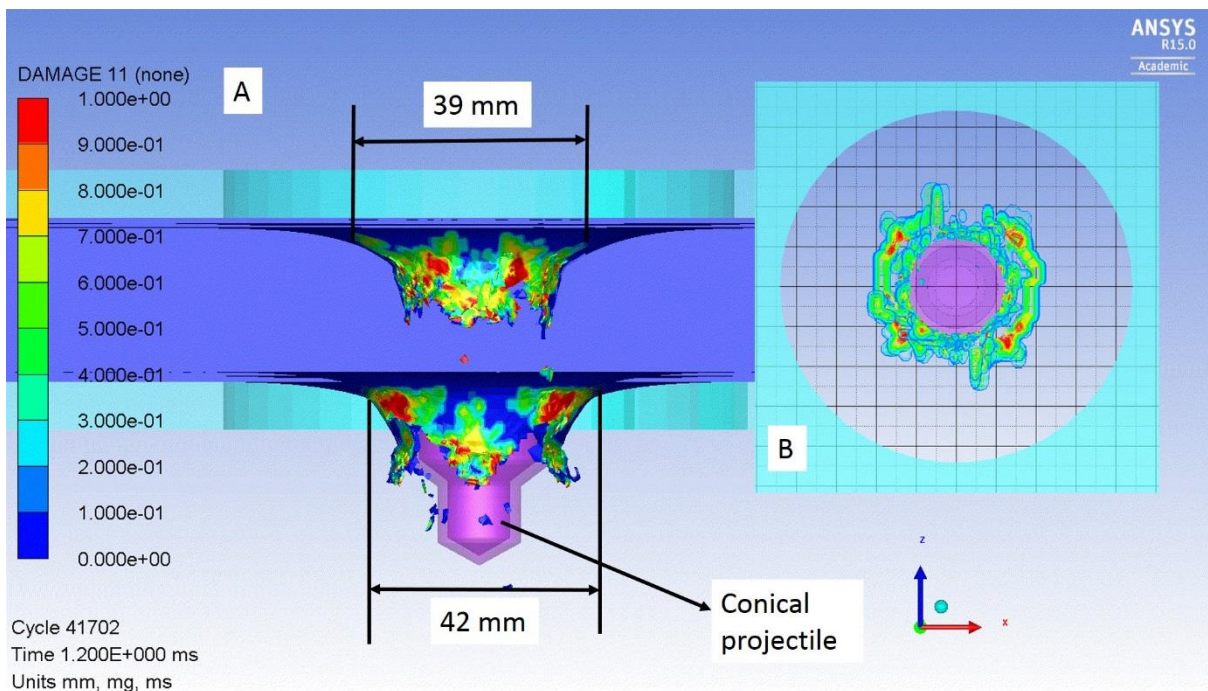 ANSYS
R15.0
Academic
DAMAGE 11 (none)
A
1.000e+00
9.000e-01
8.000e-01
7.000e-01
6.000e-01
5.000e-01
4.000e-01
3.000e-01
2.000e-01
1.000e-01
0.000e+00
39 mm
B
42 mm
Conical
projectile
z
x
Cycle 41702
Time 1.200E+000 ms
Units mm, mg, ms